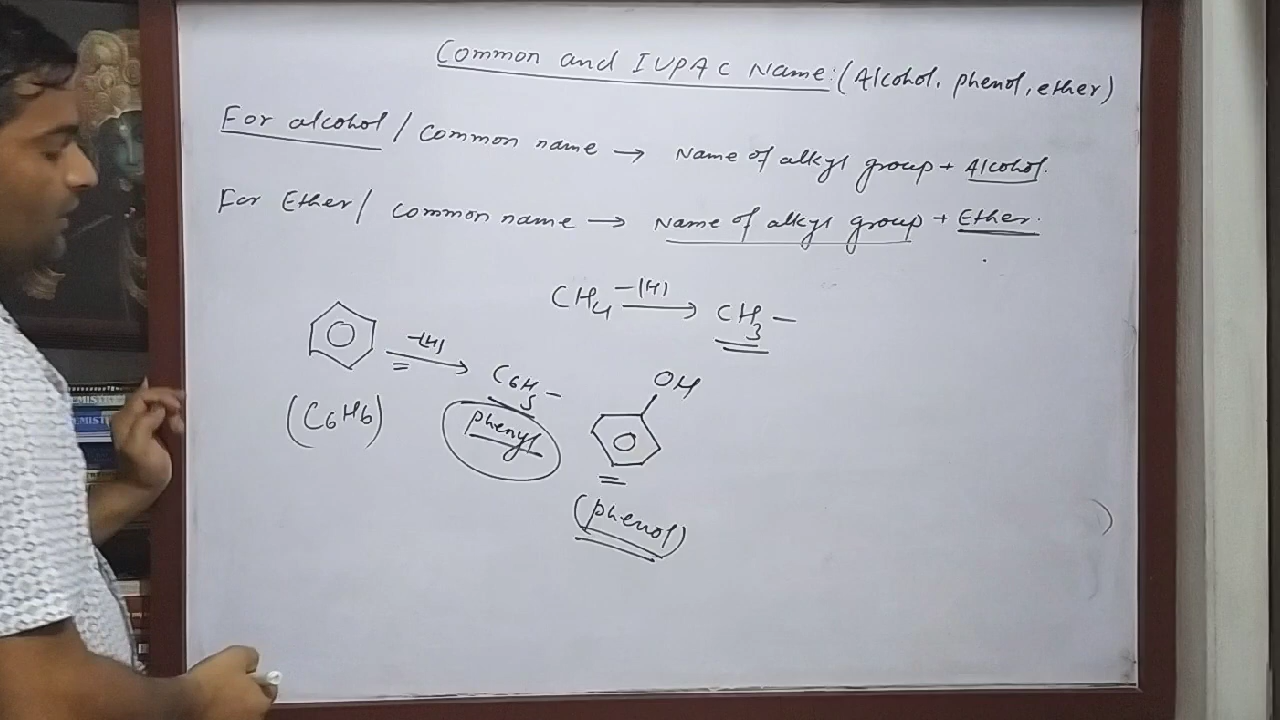 Common and IUPAC Name: (Alcohol, phenol, ether)
For alcohol / Common name → Name of alkyl group + Alcohol.
For Ether / Common name → Name of alkyl group + Ether.
CH4 -(H) → CH3 –
-(H) → C6H5 –
OH
(C6H6)
phenyl
(phenol)